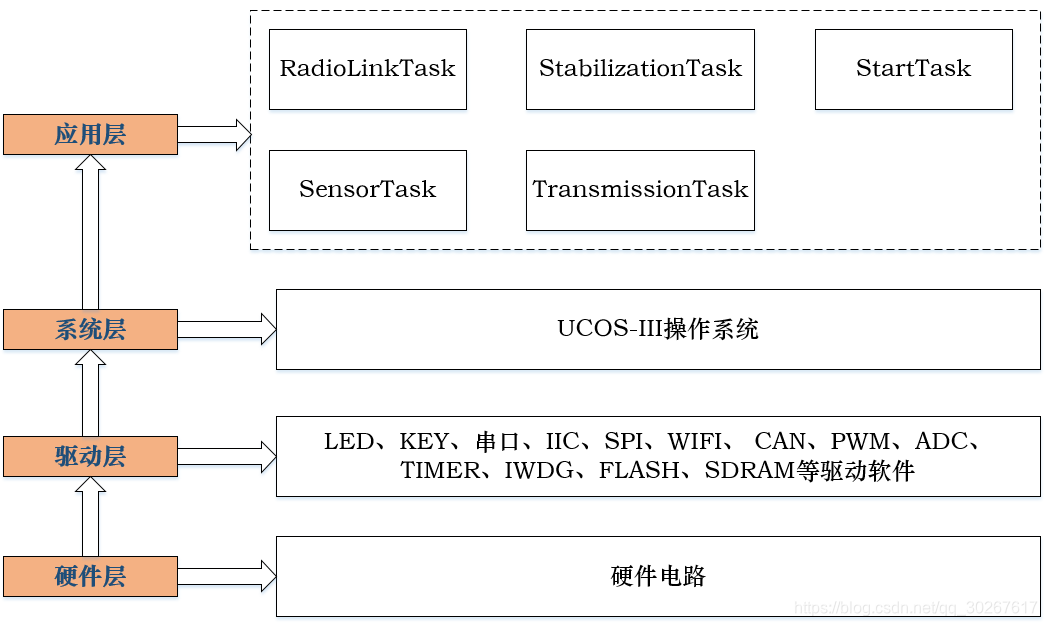 RadioLinkTask
StabilizationTask
StartTask
应用层
SensorTask
TransmissionTask
系统层
UCOS-III操作系统
驱动层
LED、KEY、串口、IIC、SPI、WIFI、 CAN、PWM、ADC、
TIMER、IWDG、FLASH、SDRAM等驱动软件
硬件层
硬件电路
https://blog.csdn.net/qq_30267617